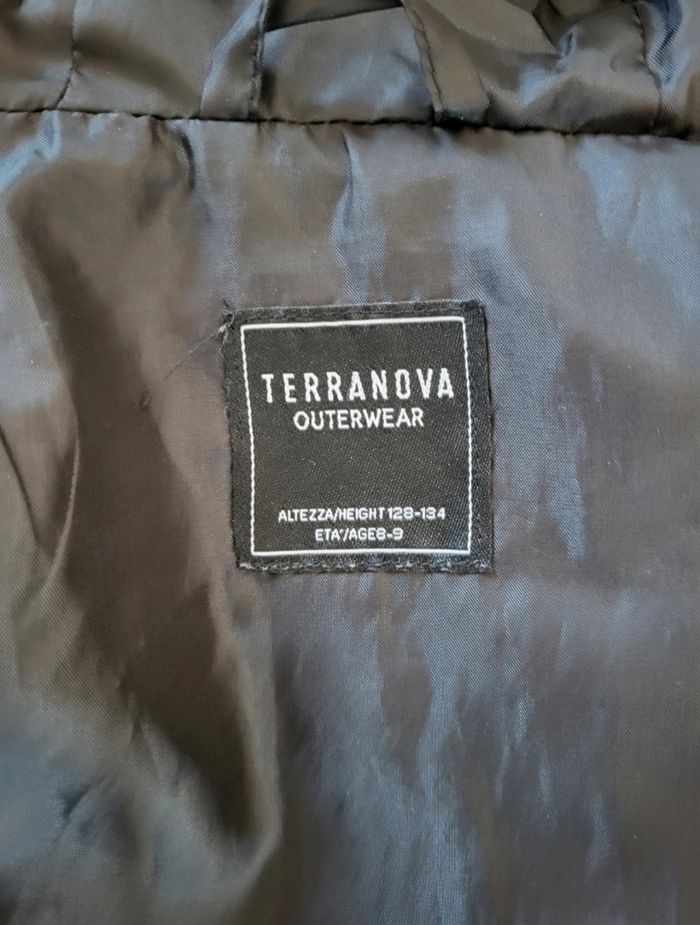 TERRANOVA
OUTERWEAR
ALTEZZA/HEIGHT 128-134
ETA'/AGE8-9